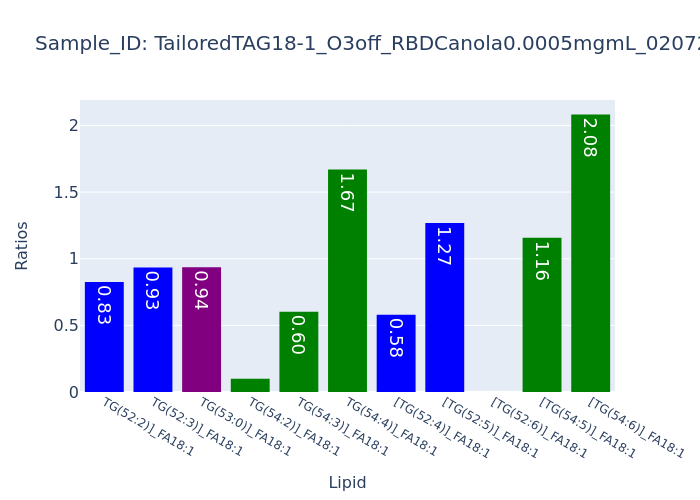 Sample_ID: TailoredTAG18-1_O3off_RBDCanola0.0005mgmL_0207
Ratios
2
1.5
1
0.5
0
0.83
0.93
0.94
0.60
1.67
0.58
1.27
1.16
2.08
TG(52:2)]_FA18:1
TG(52:3)]_FA18:1
TG(53:0)]_FA18:1
TG(54:2)]_FA18:1
TG(54:3)]_FA18:1
TG(54:4)]_FA18:1
[TG(52:4)]_FA18:1
[TG(52:5)]_FA18:1
[TG(52:6)]_FA18:1
[TG(54:5)]_FA18:1
[TG(54:6)]_FA18:1
Lipid